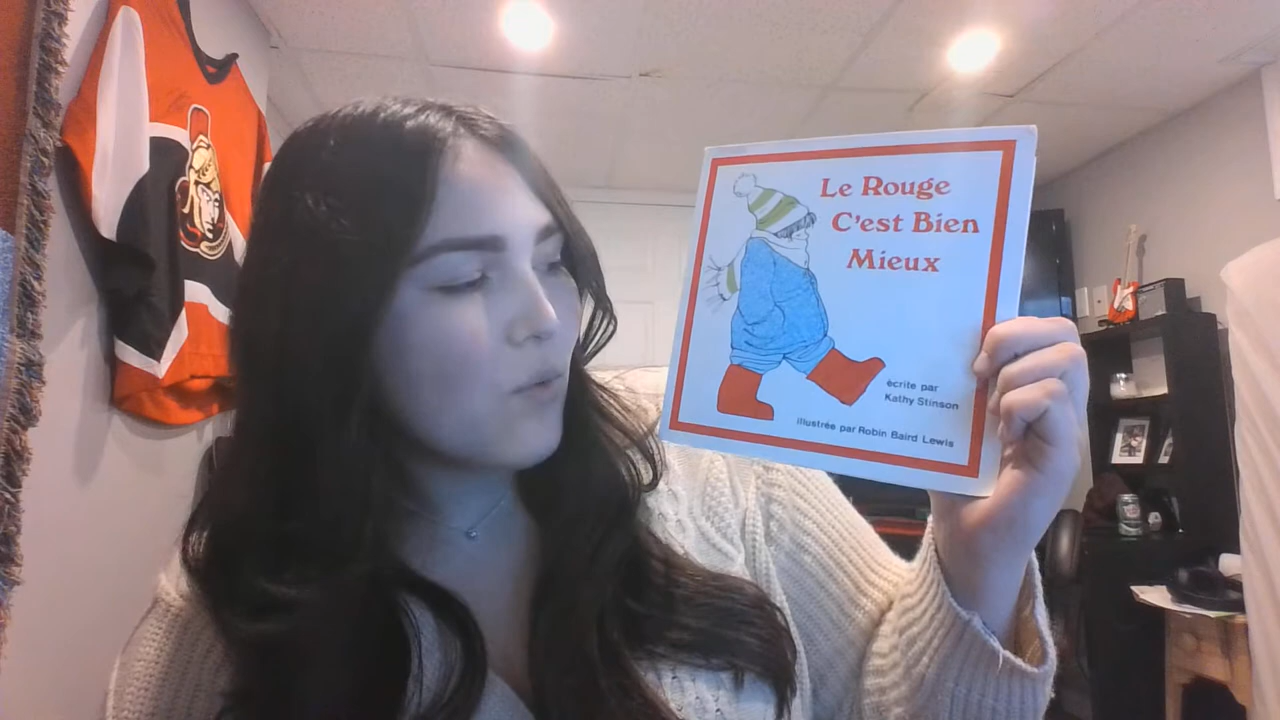 Le Rouge
C'est Bien
Mieux
écrite par
Kathy Stinson
illustrée par Robin Baird Lewis